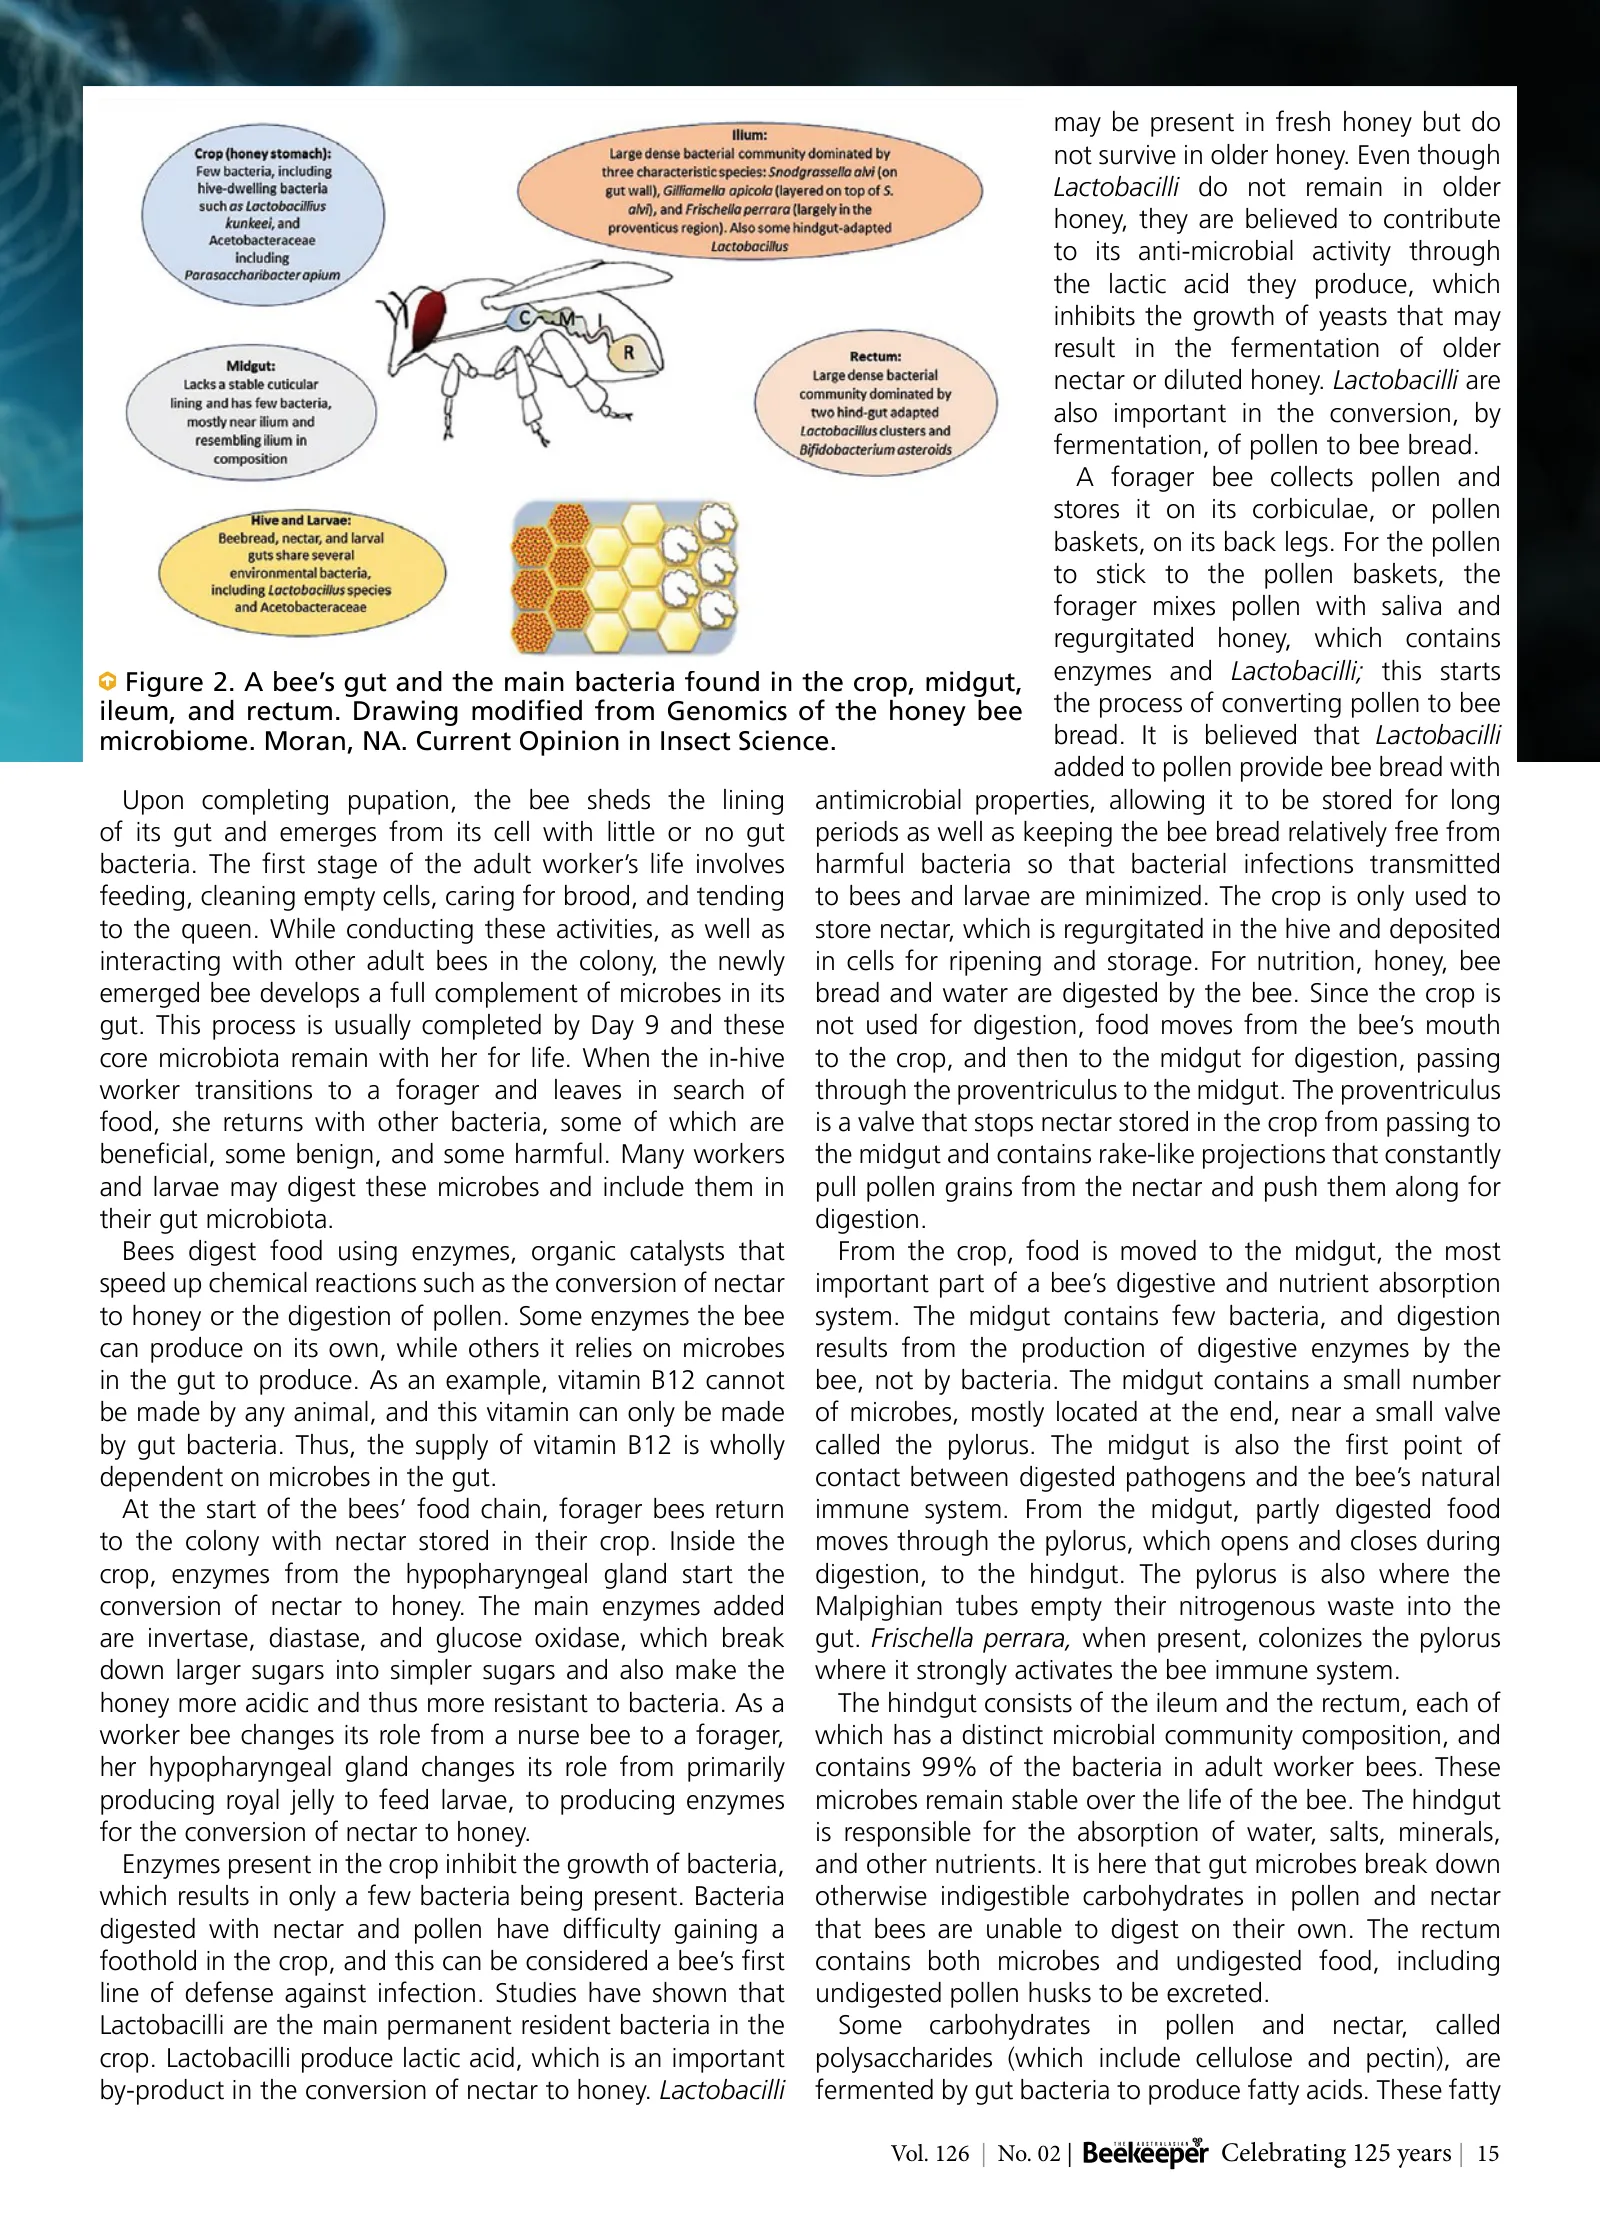 Crop (honey stomach):
Few bacteria, including
hive-dwelling bacteria
such as Lactobacillius
kunkeei, and
Acetobacteraceae
including
Parasaccharibacter apium
Ilium:
Large dense bacterial community dominated by
three characteristic species: Snodgrassella alvi (on
gut wall), Gilliamella apicola (layered on top of S.
alvi), and Frischella perrara (largely in the
proventicus region). Also some hindgut-adapted
Lactobacillus
C
M
I
R
Midgut:
Lacks a stable cuticular
lining and has few bacteria,
mostly near ilium and
resembling ilium in
composition
Rectum:
Large dense bacterial
community dominated by
two hind-gut adapted
Lactobacillus clusters and
Bifidobacterium asteroids
Hive and Larvae:
Beebread, nectar, and larval
guts share several
environmental bacteria,
including Lactobacillus species
and Acetobacteraceae
Figure 2. A bee’s gut and the main bacteria found in the crop, midgut,
ileum, and rectum. Drawing modified from Genomics of the honey bee
microbiome. Moran, NA. Current Opinion in Insect Science.
Upon completing pupation, the bee sheds the lining
of its gut and emerges from its cell with little or no gut
bacteria. The first stage of the adult worker’s life involves
feeding, cleaning empty cells, caring for brood, and tending
to the queen. While conducting these activities, as well as
interacting with other adult bees in the colony, the newly
emerged bee develops a full complement of microbes in its
gut. This process is usually completed by Day 9 and these
core microbiota remain with her for life. When the in-hive
worker transitions to a forager and leaves in search of
food, she returns with other bacteria, some of which are
beneficial, some benign, and some harmful. Many workers
and larvae may digest these microbes and include them in
their gut microbiota.
Bees digest food using enzymes, organic catalysts that
speed up chemical reactions such as the conversion of nectar
to honey or the digestion of pollen. Some enzymes the bee
can produce on its own, while others it relies on microbes
in the gut to produce. As an example, vitamin B12 cannot
be made by any animal, and this vitamin can only be made
by gut bacteria. Thus, the supply of vitamin B12 is wholly
dependent on microbes in the gut.
At the start of the bees’ food chain, forager bees return
to the colony with nectar stored in their crop. Inside the
crop, enzymes from the hypopharyngeal gland start the
conversion of nectar to honey. The main enzymes added
are invertase, diastase, and glucose oxidase, which break
down larger sugars into simpler sugars and also make the
honey more acidic and thus more resistant to bacteria. As a
worker bee changes its role from a nurse bee to a forager,
her hypopharyngeal gland changes its role from primarily
producing royal jelly to feed larvae, to producing enzymes
for the conversion of nectar to honey.
Enzymes present in the crop inhibit the growth of bacteria,
which results in only a few bacteria being present. Bacteria
digested with nectar and pollen have difficulty gaining a
foothold in the crop, and this can be considered a bee’s first
line of defense against infection. Studies have shown that
Lactobacilli are the main permanent resident bacteria in the
crop. Lactobacilli produce lactic acid, which is an important
by-product in the conversion of nectar to honey. Lactobacilli
may be present in fresh honey but do
not survive in older honey. Even though
Lactobacilli do not remain in older
honey, they are believed to contribute
to its anti-microbial activity through
the lactic acid they produce, which
inhibits the growth of yeasts that may
result in the fermentation of older
nectar or diluted honey. Lactobacilli are
also important in the conversion, by
fermentation, of pollen to bee bread.
A forager bee collects pollen and
stores it on its corbiculae, or pollen
baskets, on its back legs. For the pollen
to stick to the pollen baskets, the
forager mixes pollen with saliva and
regurgitated honey, which contains
enzymes and Lactobacilli; this starts
the process of converting pollen to bee
bread. It is believed that Lactobacilli
added to pollen provide bee bread with
antimicrobial properties, allowing it to be stored for long
periods as well as keeping the bee bread relatively free from
harmful bacteria so that bacterial infections transmitted
to bees and larvae are minimized. The crop is only used to
store nectar, which is regurgitated in the hive and deposited
in cells for ripening and storage. For nutrition, honey, bee
bread and water are digested by the bee. Since the crop is
not used for digestion, food moves from the bee’s mouth
to the crop, and then to the midgut for digestion, passing
through the proventriculus to the midgut. The proventriculus
is a valve that stops nectar stored in the crop from passing to
the midgut and contains rake-like projections that constantly
pull pollen grains from the nectar and push them along for
digestion.
From the crop, food is moved to the midgut, the most
important part of a bee’s digestive and nutrient absorption
system. The midgut contains few bacteria, and digestion
results from the production of digestive enzymes by the
bee, not by bacteria. The midgut contains a small number
of microbes, mostly located at the end, near a small valve
called the pylorus. The midgut is also the first point of
contact between digested pathogens and the bee’s natural
immune system. From the midgut, partly digested food
moves through the pylorus, which opens and closes during
digestion, to the hindgut. The pylorus is also where the
Malpighian tubes empty their nitrogenous waste into the
gut. Frischella perrara, when present, colonizes the pylorus
where it strongly activates the bee immune system.
The hindgut consists of the ileum and the rectum, each of
which has a distinct microbial community composition, and
contains 99% of the bacteria in adult worker bees. These
microbes remain stable over the life of the bee. The hindgut
is responsible for the absorption of water, salts, minerals,
and other nutrients. It is here that gut microbes break down
otherwise indigestible carbohydrates in pollen and nectar
that bees are unable to digest on their own. The rectum
contains both microbes and undigested food, including
undigested pollen husks to be excreted.
Some carbohydrates in pollen and nectar, called
polysaccharides (which include cellulose and pectin), are
fermented by gut bacteria to produce fatty acids. These fatty
Vol. 126 | No. 02 | THE AUSTRALASIAN Beekeeper Celebrating 125 years | 15